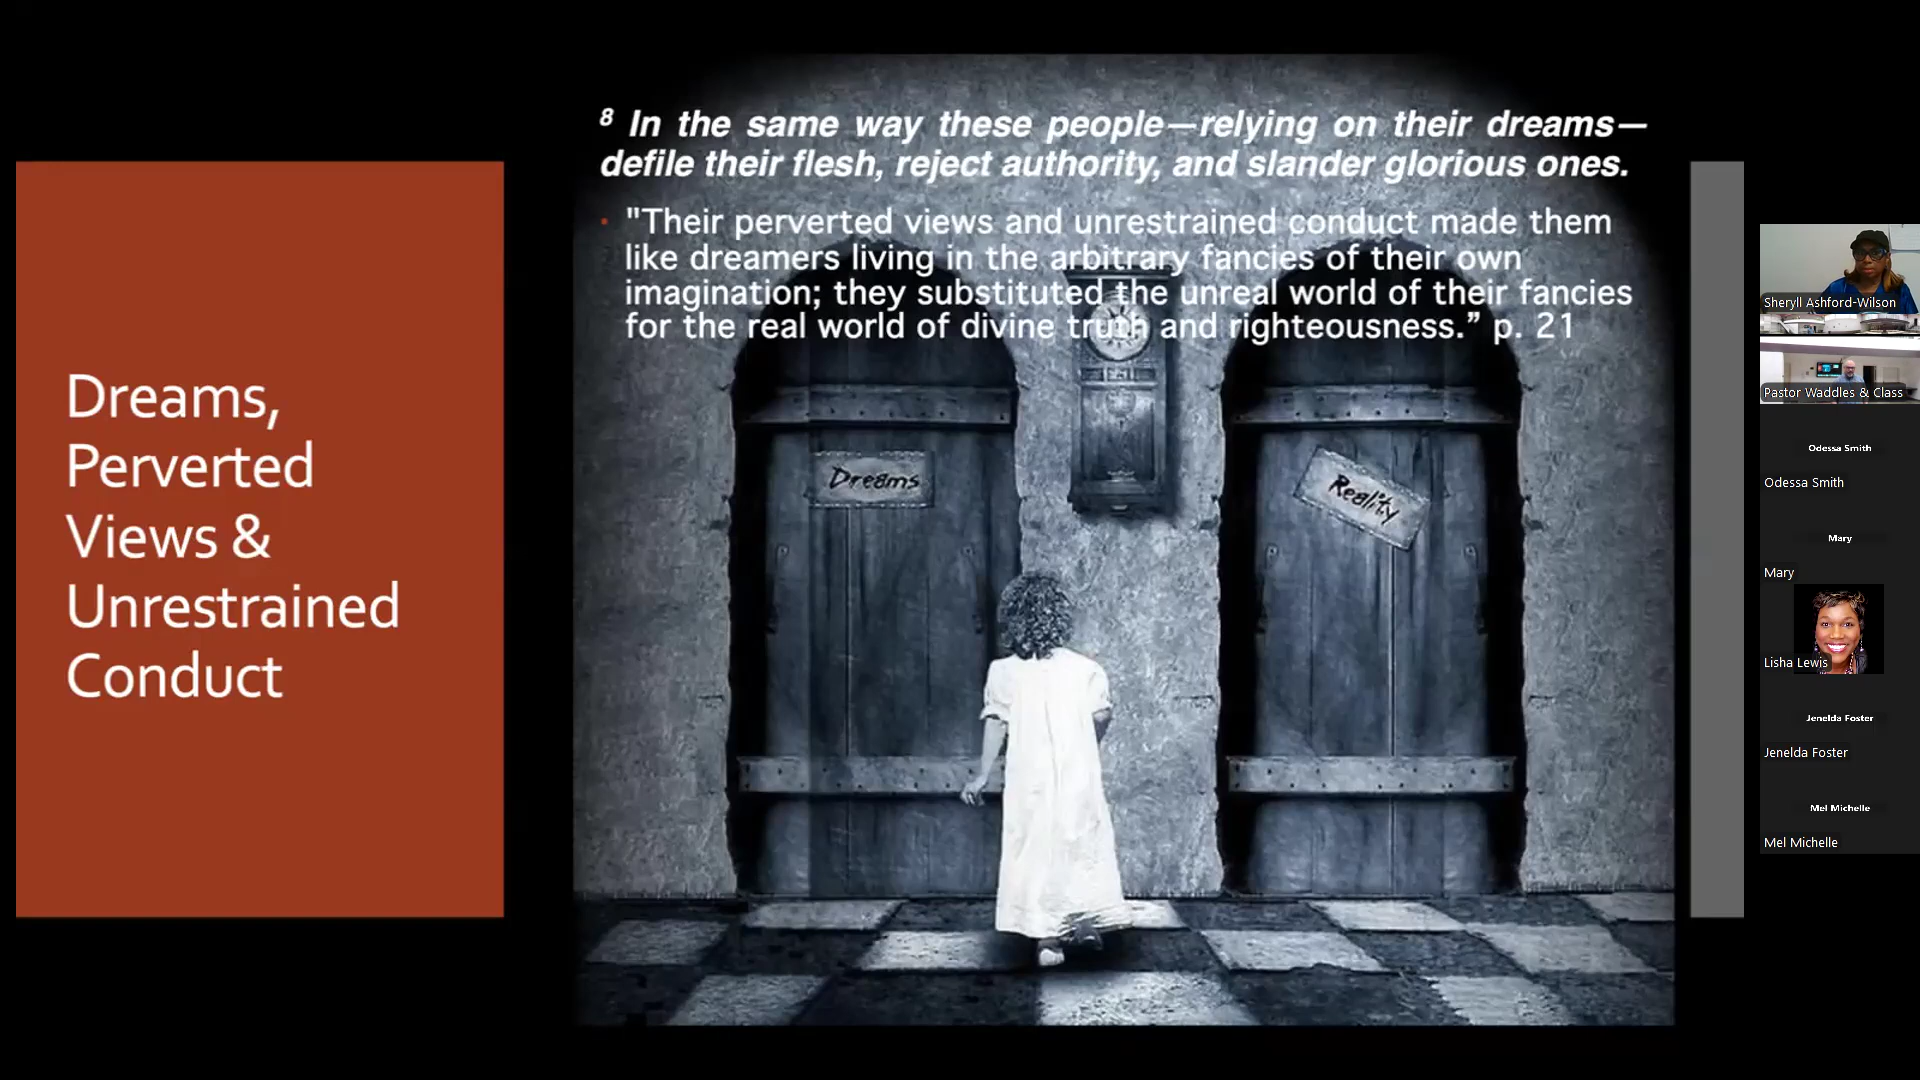 Dreams,
Perverted
Views &
Unrestrained
Conduct
8 In the same way these people—relying on their dreams—
defile their flesh, reject authority, and slander glorious ones.
"Their perverted views and unrestrained conduct made them
like dreamers living in the arbitrary fancies of their own
imagination; they substituted the unreal world of their fancies
for the real world of divine truth and righteousness.” p. 21
Dreams
Reality
Sheryll Ashford-Wilson
Pastor Waddles & Class
Odessa Smith
Odessa Smith
Mary
Mary
Lisha Lewis
Jenelda Foster
Jenelda Foster
Mel Michelle
Mel Michelle